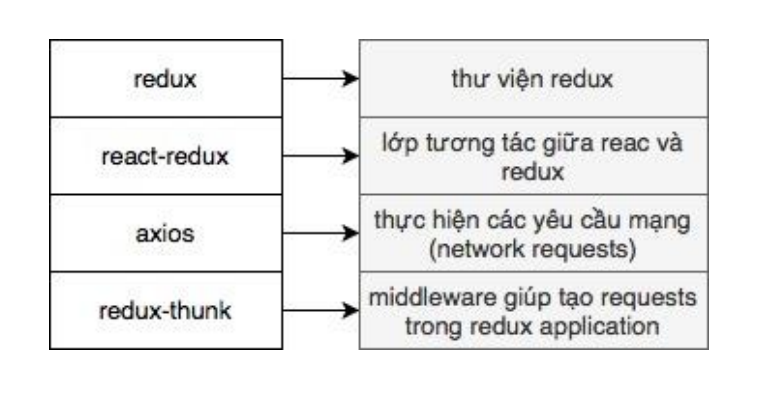 redux
thư viện redux
react-redux
lớp tương tác giữa reac và
redux
axios
thực hiện các yêu cầu mạng
(network requests)
redux-thunk
middleware giúp tạo requests
trong redux application